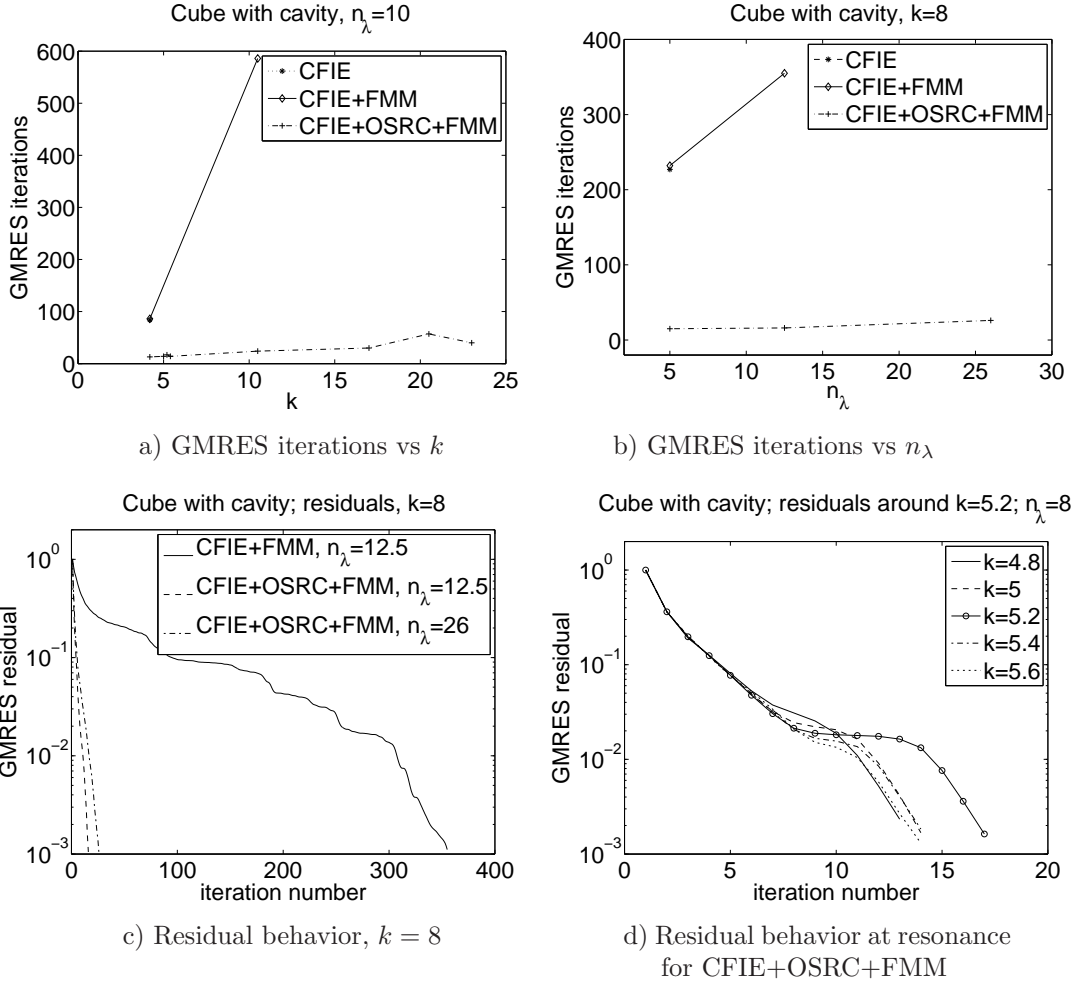 Cube with cavity, nλ=10
600
500
400
300
200
100
0
GMRES iterations
CFIE
CFIE+FMM
CFIE+OSRC+FMM
0 5 10 15 20 25
k
a) GMRES iterations vs k
Cube with cavity, k=8
400
300
200
100
0
GMRES iterations
CFIE
CFIE+FMM
CFIE+OSRC+FMM
5 10 15 20 25 30
nλ
b) GMRES iterations vs nλ
Cube with cavity; residuals, k=8
10^0
10^-1
10^-2
10^-3
GMRES residual
CFIE+FMM, nλ=12.5
CFIE+OSRC+FMM, nλ=12.5
CFIE+OSRC+FMM, nλ=26
0 100 200 300 400
iteration number
c) Residual behavior, k = 8
Cube with cavity; residuals around k=5.2; nλ=8
10^0
10^-1
10^-2
10^-3
GMRES residual
k=4.8
k=5
k=5.2
k=5.4
k=5.6
0 5 10 15 20
iteration number
d) Residual behavior at resonance
for CFIE+OSRC+FMM